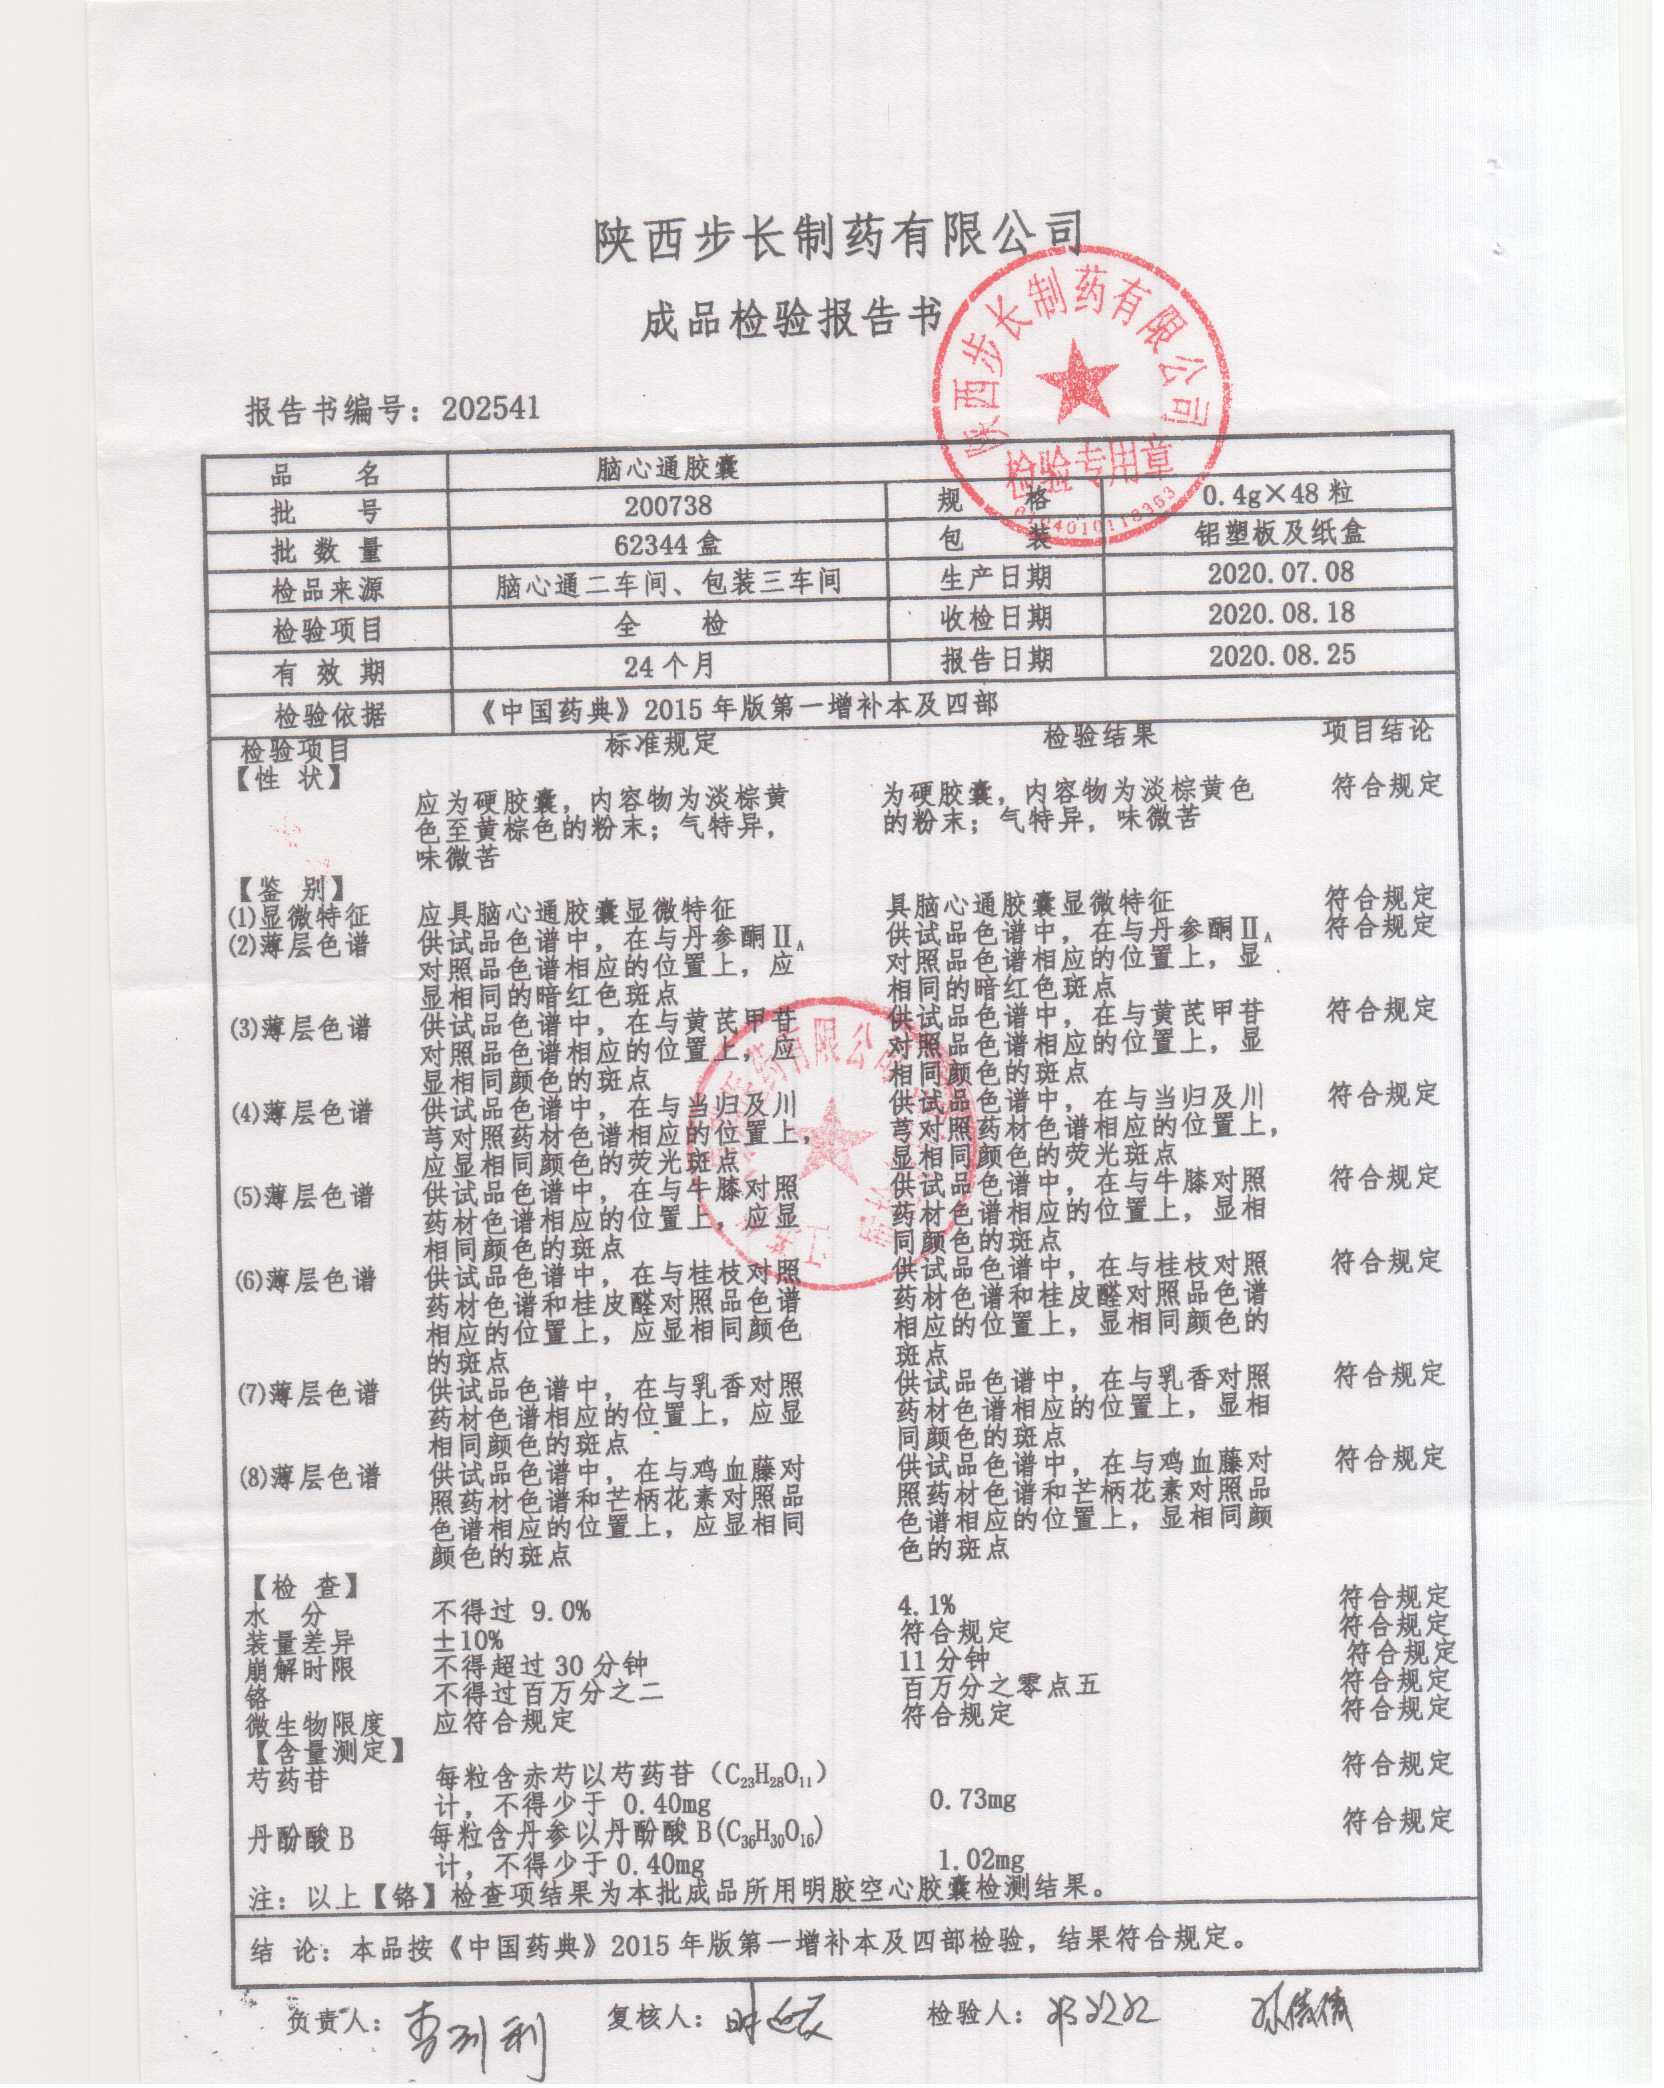 陕西步长制药有限公司
成品检验报告书
陕西步长制药有限公司
检验专用章
报告书编号：202541
品 名 脑心通胶囊
批 号 200738 规 格 0.4g×48 粒
批 数 量 62344 盒 包 装 铝塑板及纸盒
检品来源 脑心通二车间、包装三车间 生产日期 2020.07.08
检验项目 全 检 收检日期 2020.08.18
有 效 期 24 个月 报告日期 2020.08.25
检验依据 《中国药典》2015 年版第一增补本及四部
检验项目 标准规定 检验结果 项目结论
【性 状】
应为硬胶囊，内容物为淡棕黄 为硬胶囊，内容物为淡棕黄色 符合规定
色至黄棕色的粉末；气特异， 的粉末；气特异，味微苦
味微苦
【鉴 别】
(1)显微特征 应具脑心通胶囊显微特征 具脑心通胶囊显微特征 符合规定
(2)薄层色谱 供试品色谱中，在与丹参酮ⅡA 供试品色谱中，在与丹参酮ⅡA 符合规定
对照品色谱相应的位置上，应 对照品色谱相应的位置上，显
显相同的暗红色斑点 相同的暗红色斑点
(3)薄层色谱 供试品色谱中，在与黄芪甲苷 供试品色谱中，在与黄芪甲苷 符合规定
对照品色谱相应的位置上，应 对照品色谱相应的位置上，显
显相同颜色的斑点 相同颜色的斑点
(4)薄层色谱 供试品色谱中，在与当归及川 供试品色谱中，在与当归及川 符合规定
芎对照药材色谱相应的位置上， 芎对照药材色谱相应的位置上，
应显相同颜色的荧光斑点 显相同颜色的荧光斑点
(5)薄层色谱 供试品色谱中，在与牛膝对照 供试品色谱中，在与牛膝对照 符合规定
药材色谱相应的位置上，应显 药材色谱相应的位置上，显相
相同颜色的斑点 同颜色的斑点
(6)薄层色谱 供试品色谱中，在与桂枝对照 供试品色谱中，在与桂枝对照 符合规定
药材色谱和桂皮醛对照品色谱 药材色谱和桂皮醛对照品色谱
相应的位置上，应显相同颜色 相应的位置上，显相同颜色的
的斑点 斑点
(7)薄层色谱 供试品色谱中，在与乳香对照 供试品色谱中，在与乳香对照 符合规定
药材色谱相应的位置上，应显 药材色谱相应的位置上，显相
相同颜色的斑点 同颜色的斑点
(8)薄层色谱 供试品色谱中，在与鸡血藤对 供试品色谱中，在与鸡血藤对 符合规定
照药材色谱和芒柄花素对照品 照药材色谱和芒柄花素对照品
色谱相应的位置上，应显相同 色谱相应的位置上，显相同颜
颜色的斑点 色的斑点
【检 查】
水 分 不得过 9.0% 4.1% 符合规定
装量差异 ±10% 符合规定 符合规定
崩解时限 不得超过 30 分钟 11 分钟 符合规定
铬 不得过百万分之二 百万分之零点五 符合规定
微生物限度 应符合规定 符合规定 符合规定
【含量测定】
芍药苷 每粒含赤芍以芍药苷（C23H28O11） 符合规定
计，不得少于 0.40mg 0.73mg
丹酚酸 B 每粒含丹参以丹酚酸 B(C36H30O16) 符合规定
计，不得少于 0.40mg 1.02mg
注：以上【铬】检查项结果为本批成品所用明胶空心胶囊检测结果。
结 论：本品按《中国药典》2015 年版第一增补本及四部检验，结果符合规定。
负责人： 复核人： 检验人：